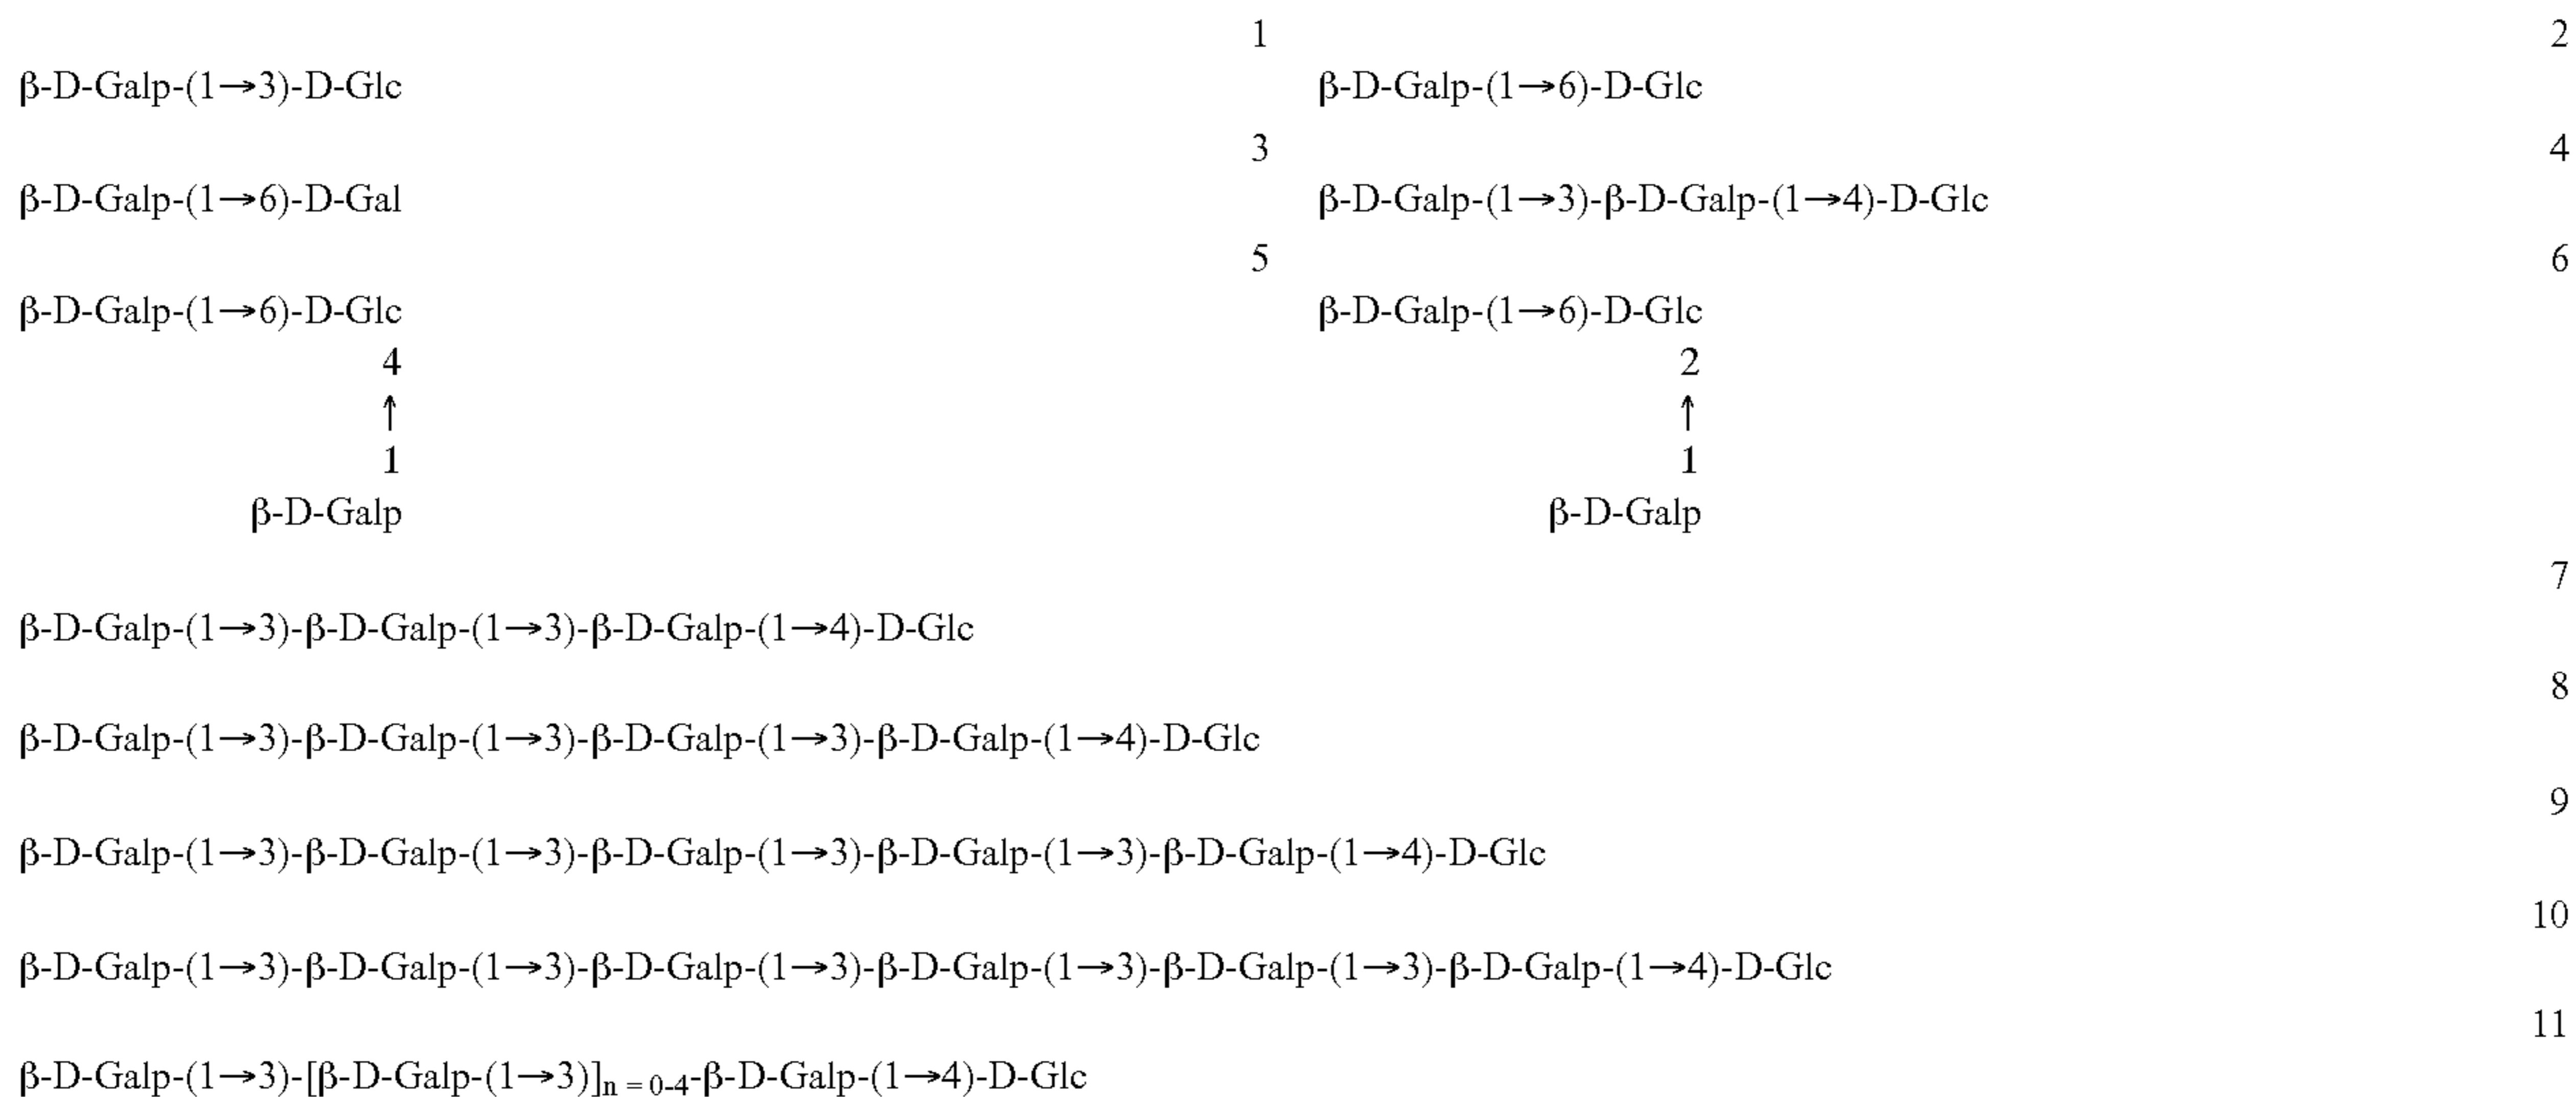 1 2
β-D-Galp-(1→3)-D-Glc β-D-Galp-(1→6)-D-Glc
3 4
β-D-Galp-(1→6)-D-Gal β-D-Galp-(1→3)-β-D-Galp-(1→4)-D-Glc
5 6
β-D-Galp-(1→6)-D-Glc β-D-Galp-(1→6)-D-Glc
4 2
↑ ↑
1 1
β-D-Galp β-D-Galp
7
β-D-Galp-(1→3)-β-D-Galp-(1→3)-β-D-Galp-(1→4)-D-Glc
8
β-D-Galp-(1→3)-β-D-Galp-(1→3)-β-D-Galp-(1→3)-β-D-Galp-(1→4)-D-Glc
9
β-D-Galp-(1→3)-β-D-Galp-(1→3)-β-D-Galp-(1→3)-β-D-Galp-(1→3)-β-D-Galp-(1→4)-D-Glc
10
β-D-Galp-(1→3)-β-D-Galp-(1→3)-β-D-Galp-(1→3)-β-D-Galp-(1→3)-β-D-Galp-(1→3)-β-D-Galp-(1→4)-D-Glc
11
β-D-Galp-(1→3)-[β-D-Galp-(1→3)]n = 0-4-β-D-Galp-(1→4)-D-Glc